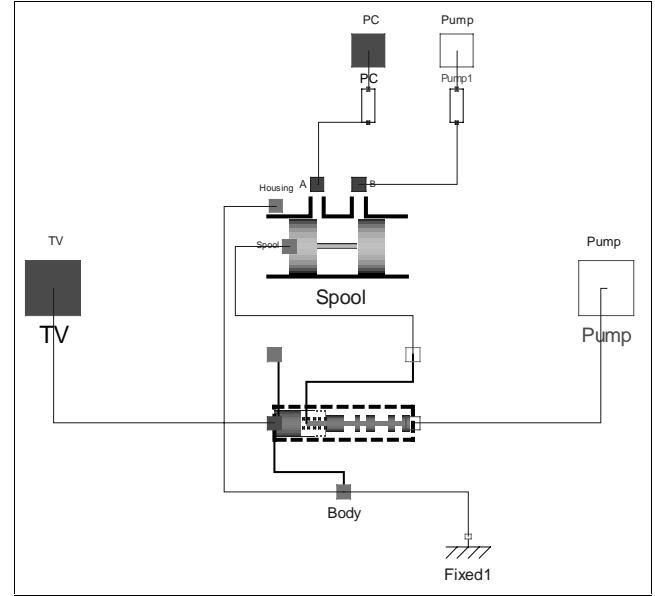 PC
Pump
PC
Pump1
A
B
Housing
Spool
TV
Pump
Spool
TV
Pump
Body
Fixed1